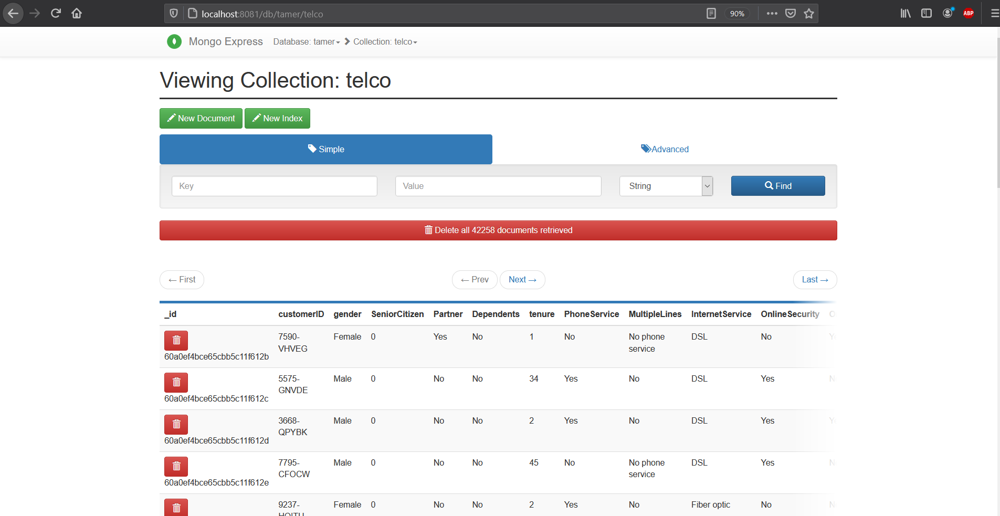 localhost:8081/db/tamer/telco 90% ABP
Mongo Express Database: tamer Collection: telco
Viewing Collection: telco
New Document New Index
Simple Advanced
Key Value String Find
Delete all 42258 documents retrieved
← First ← Prev Next → Last →
_id customerID gender SeniorCitizen Partner Dependents tenure PhoneService MultipleLines InternetService OnlineSecurity O
7590- Female 0 Yes No 1 No No phone DSL No
VHVEG service
60a0ef4bce65cbb5c11f612b
5575- Male 0 No No 34 Yes No DSL Yes
GNVDE
60a0ef4bce65cbb5c11f612c
3668- Male 0 No No 2 Yes No DSL Yes
QPYBK
60a0ef4bce65cbb5c11f612d
7795- Male 0 No No 45 No No phone DSL Yes
CFOCW service
60a0ef4bce65cbb5c11f612e
9237- Female 0 No No 2 Yes No Fiber optic No